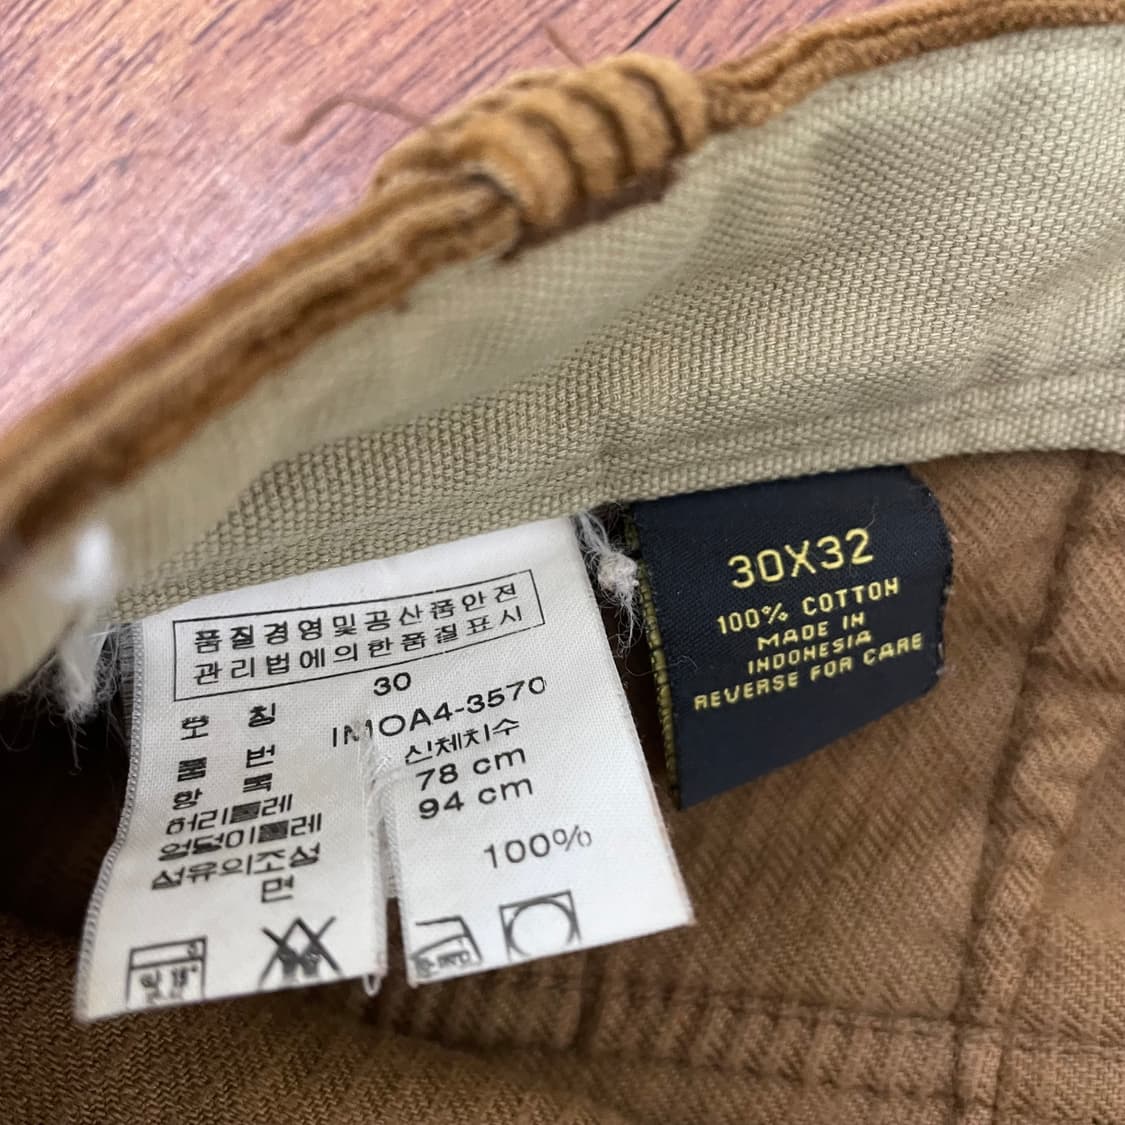 품질경영및공산품안전
관리법에의한품질표시
호 칭 30
품 번 IMOA4-3570
항 목 신체치수
허리둘레 78 cm
엉덩이둘레 94 cm
섬유의조성
면 100%
30X32
100% COTTON
MADE IN
INDONESIA
REVERSE FOR CARE